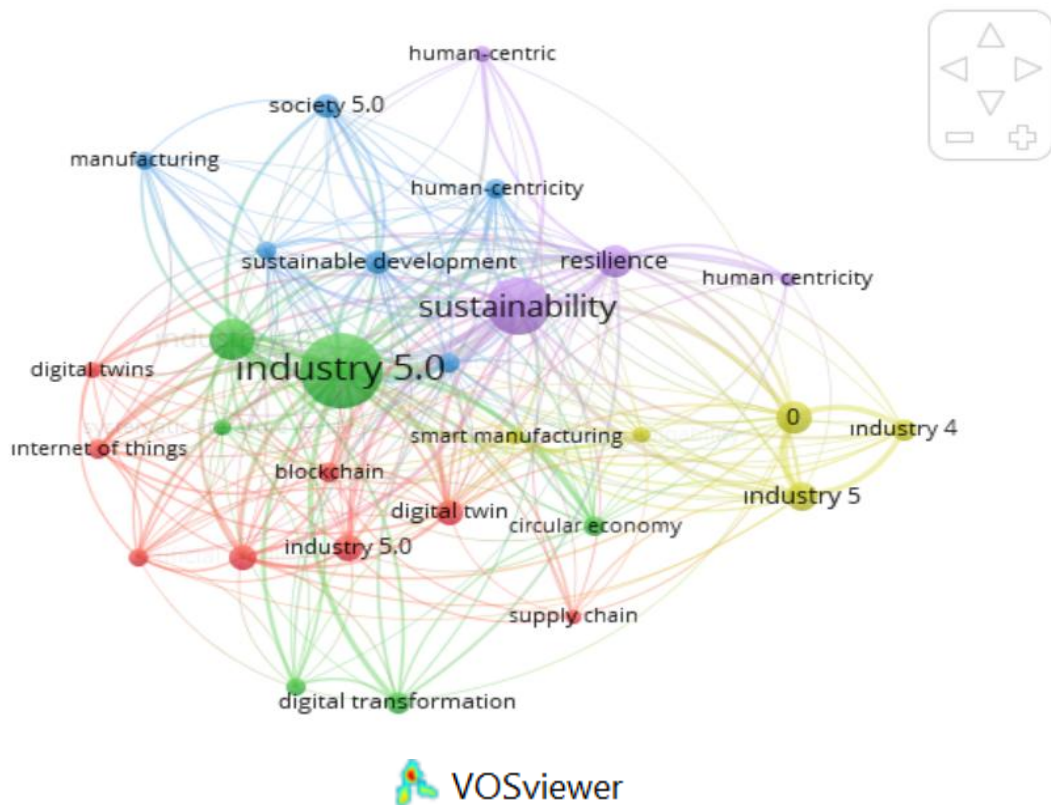 human-centric
society 5.0
manufacturing
human-centricity
sustainable development
resilience
human centricity
sustainability
industry 5.0
digital twins
0
industry 4
smart manufacturing
internet of things
blockchain
industry 5
digital twin
circular economy
industry 5.0
supply chain
digital transformation
VOSviewer